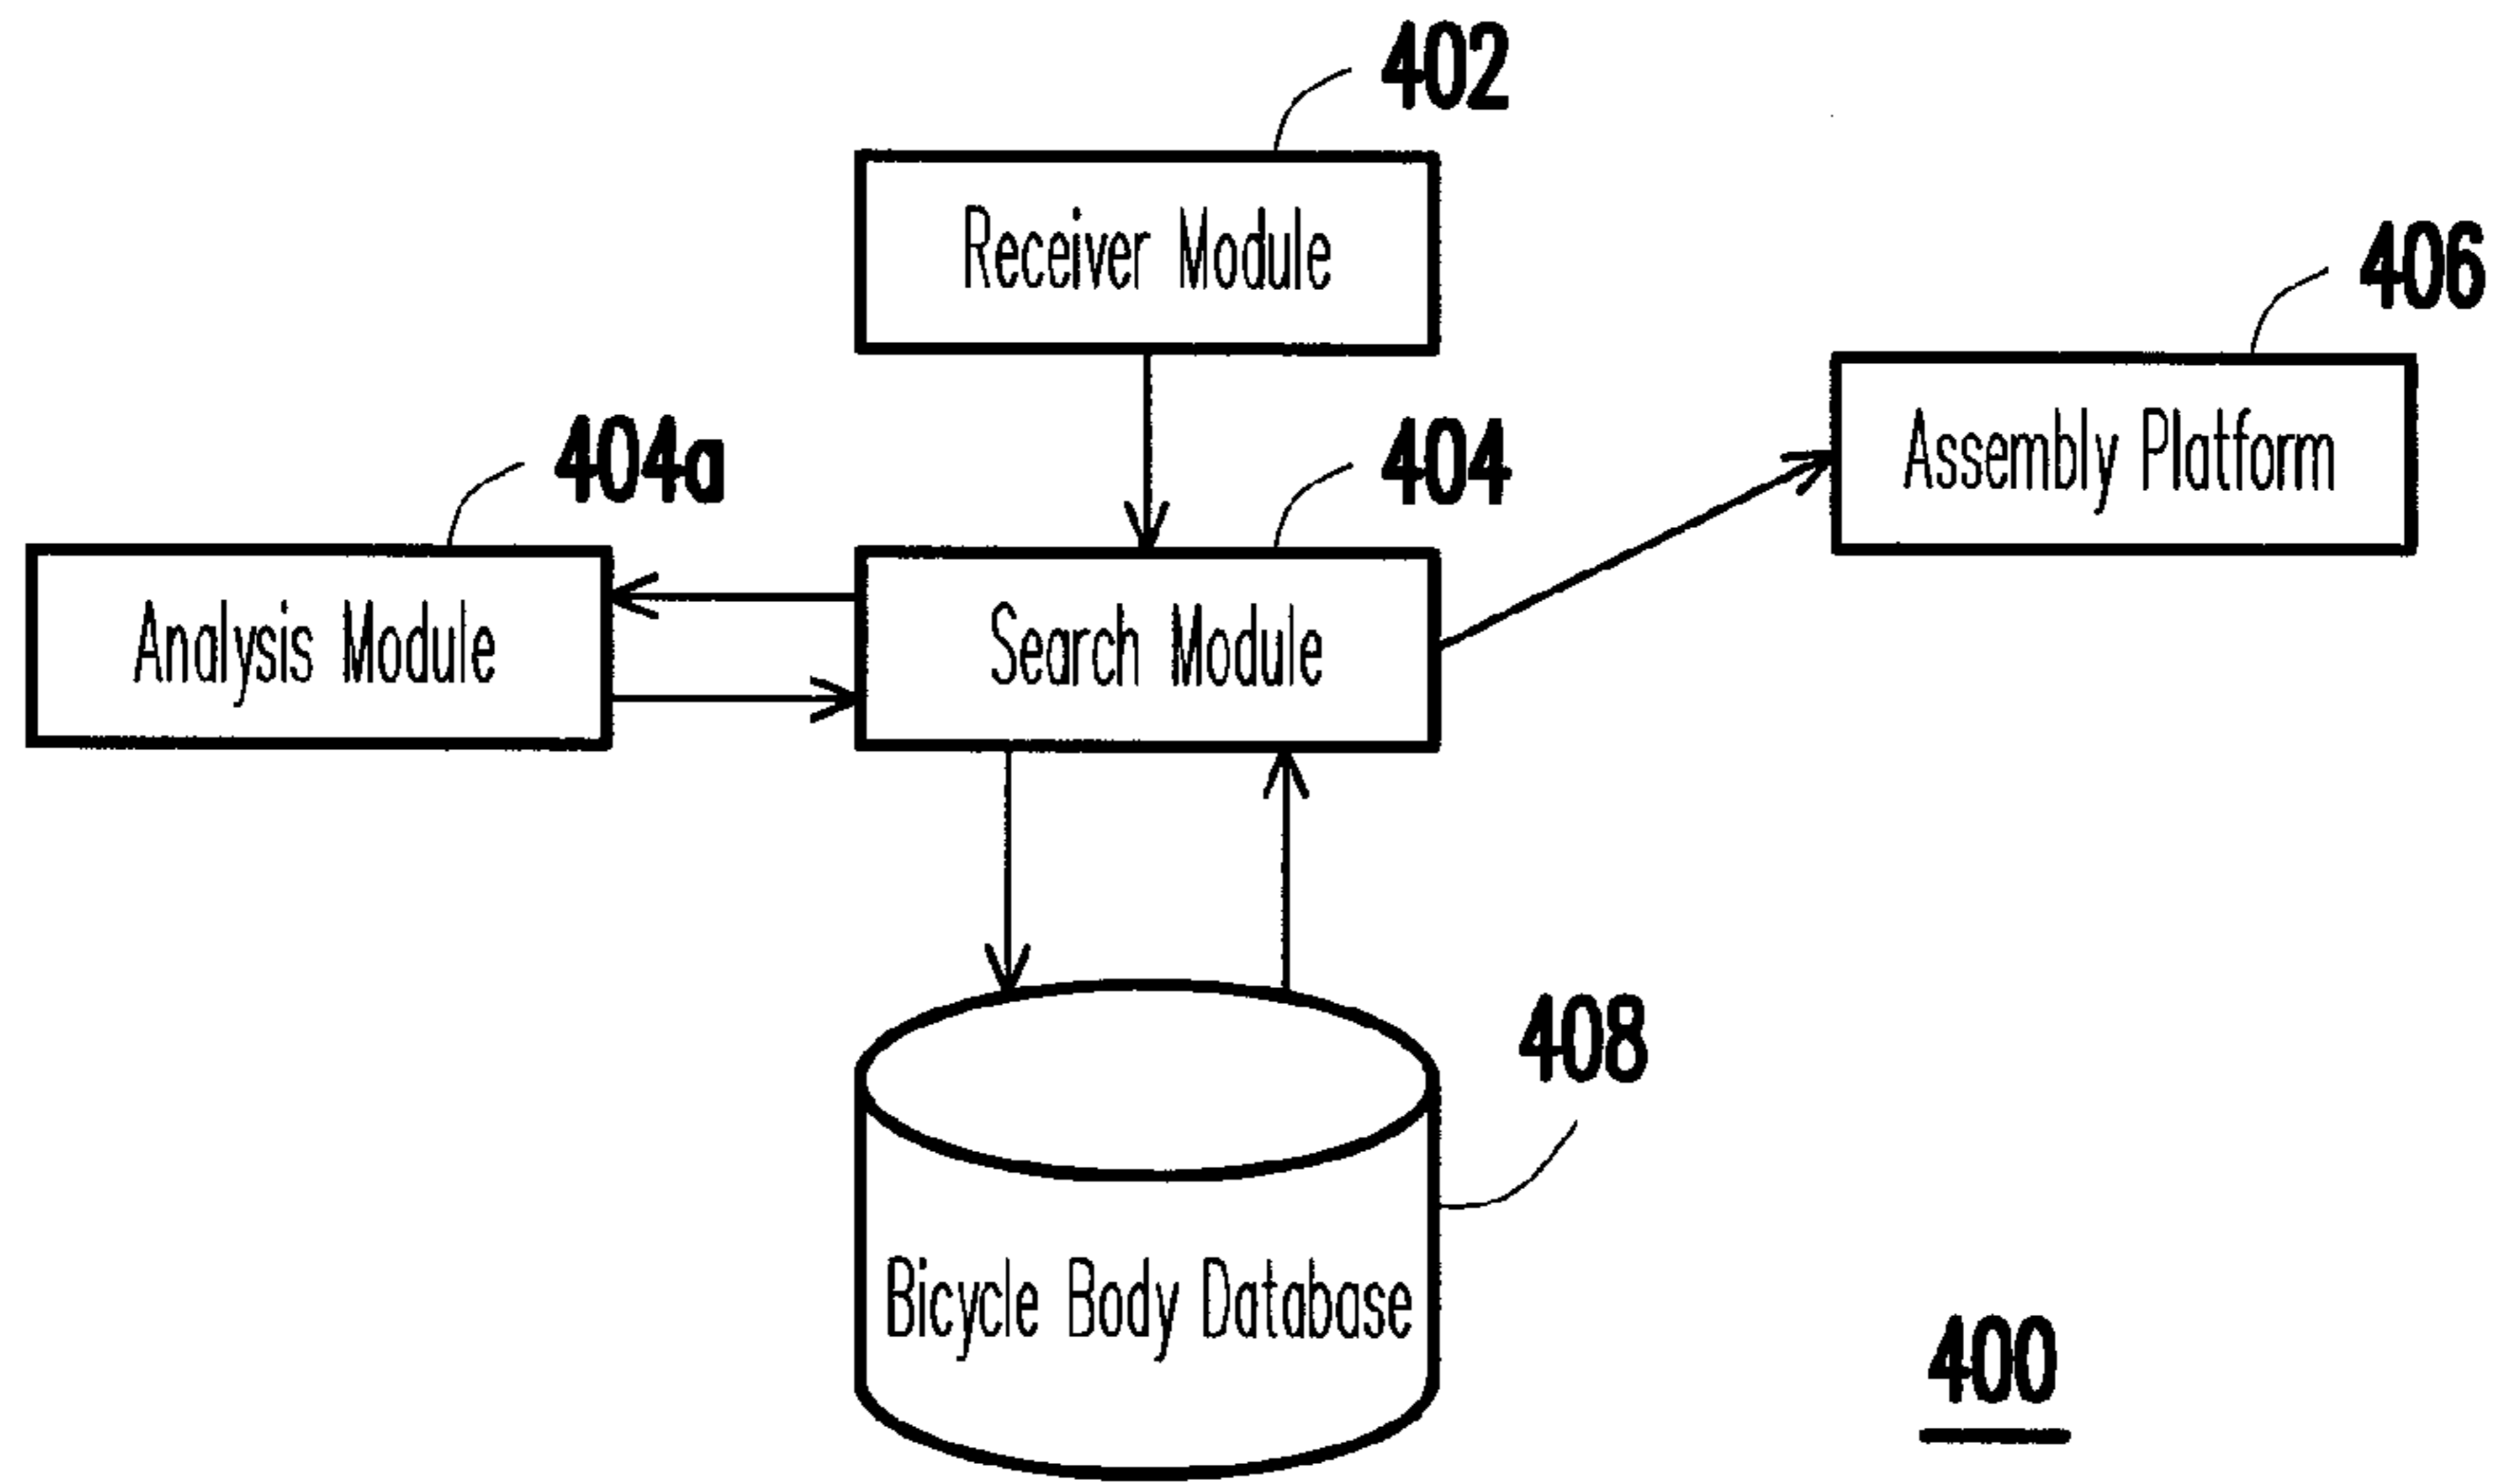 402
Receiver Module
406
Assembly Platform
404a
404
Analysis Module
Search Module
408
Bicycle Body Database
400